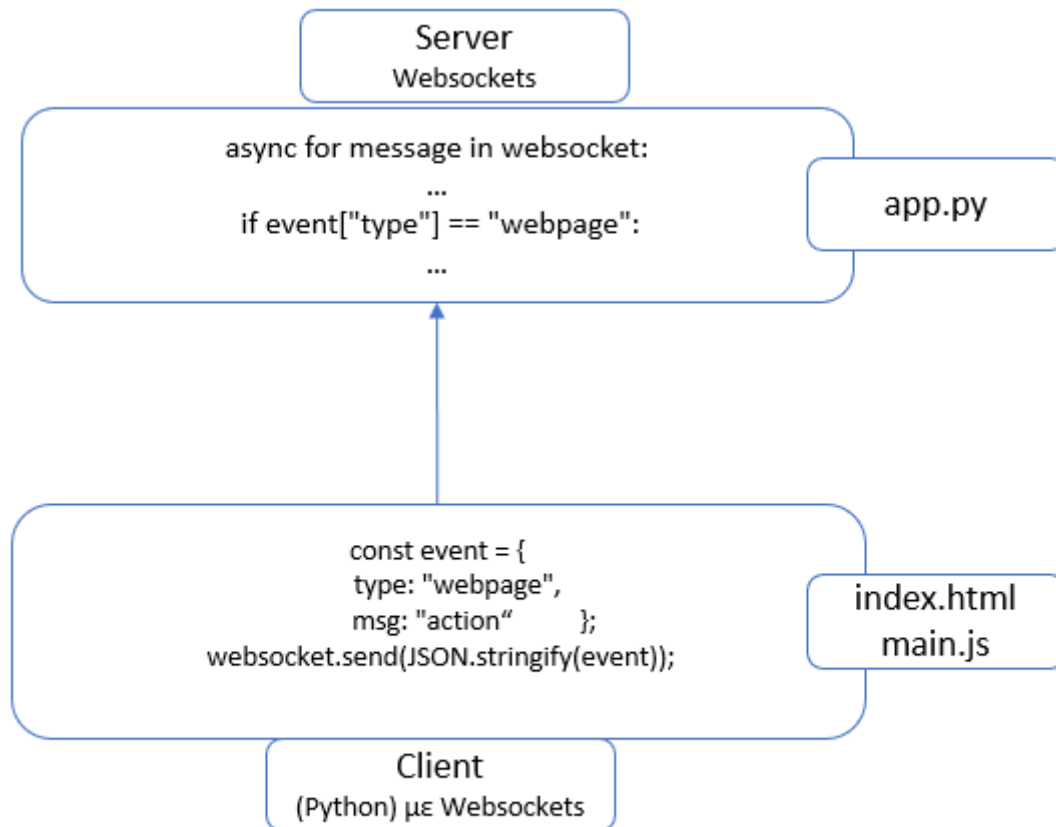 Server
Websockets
async for message in websocket:
...
if event["type"] == "webpage":
...
app.py
const event = {
type: "webpage",
msg: "action“ };
websocket.send(JSON.stringify(event));
index.html
main.js
Client
(Python) με Websockets